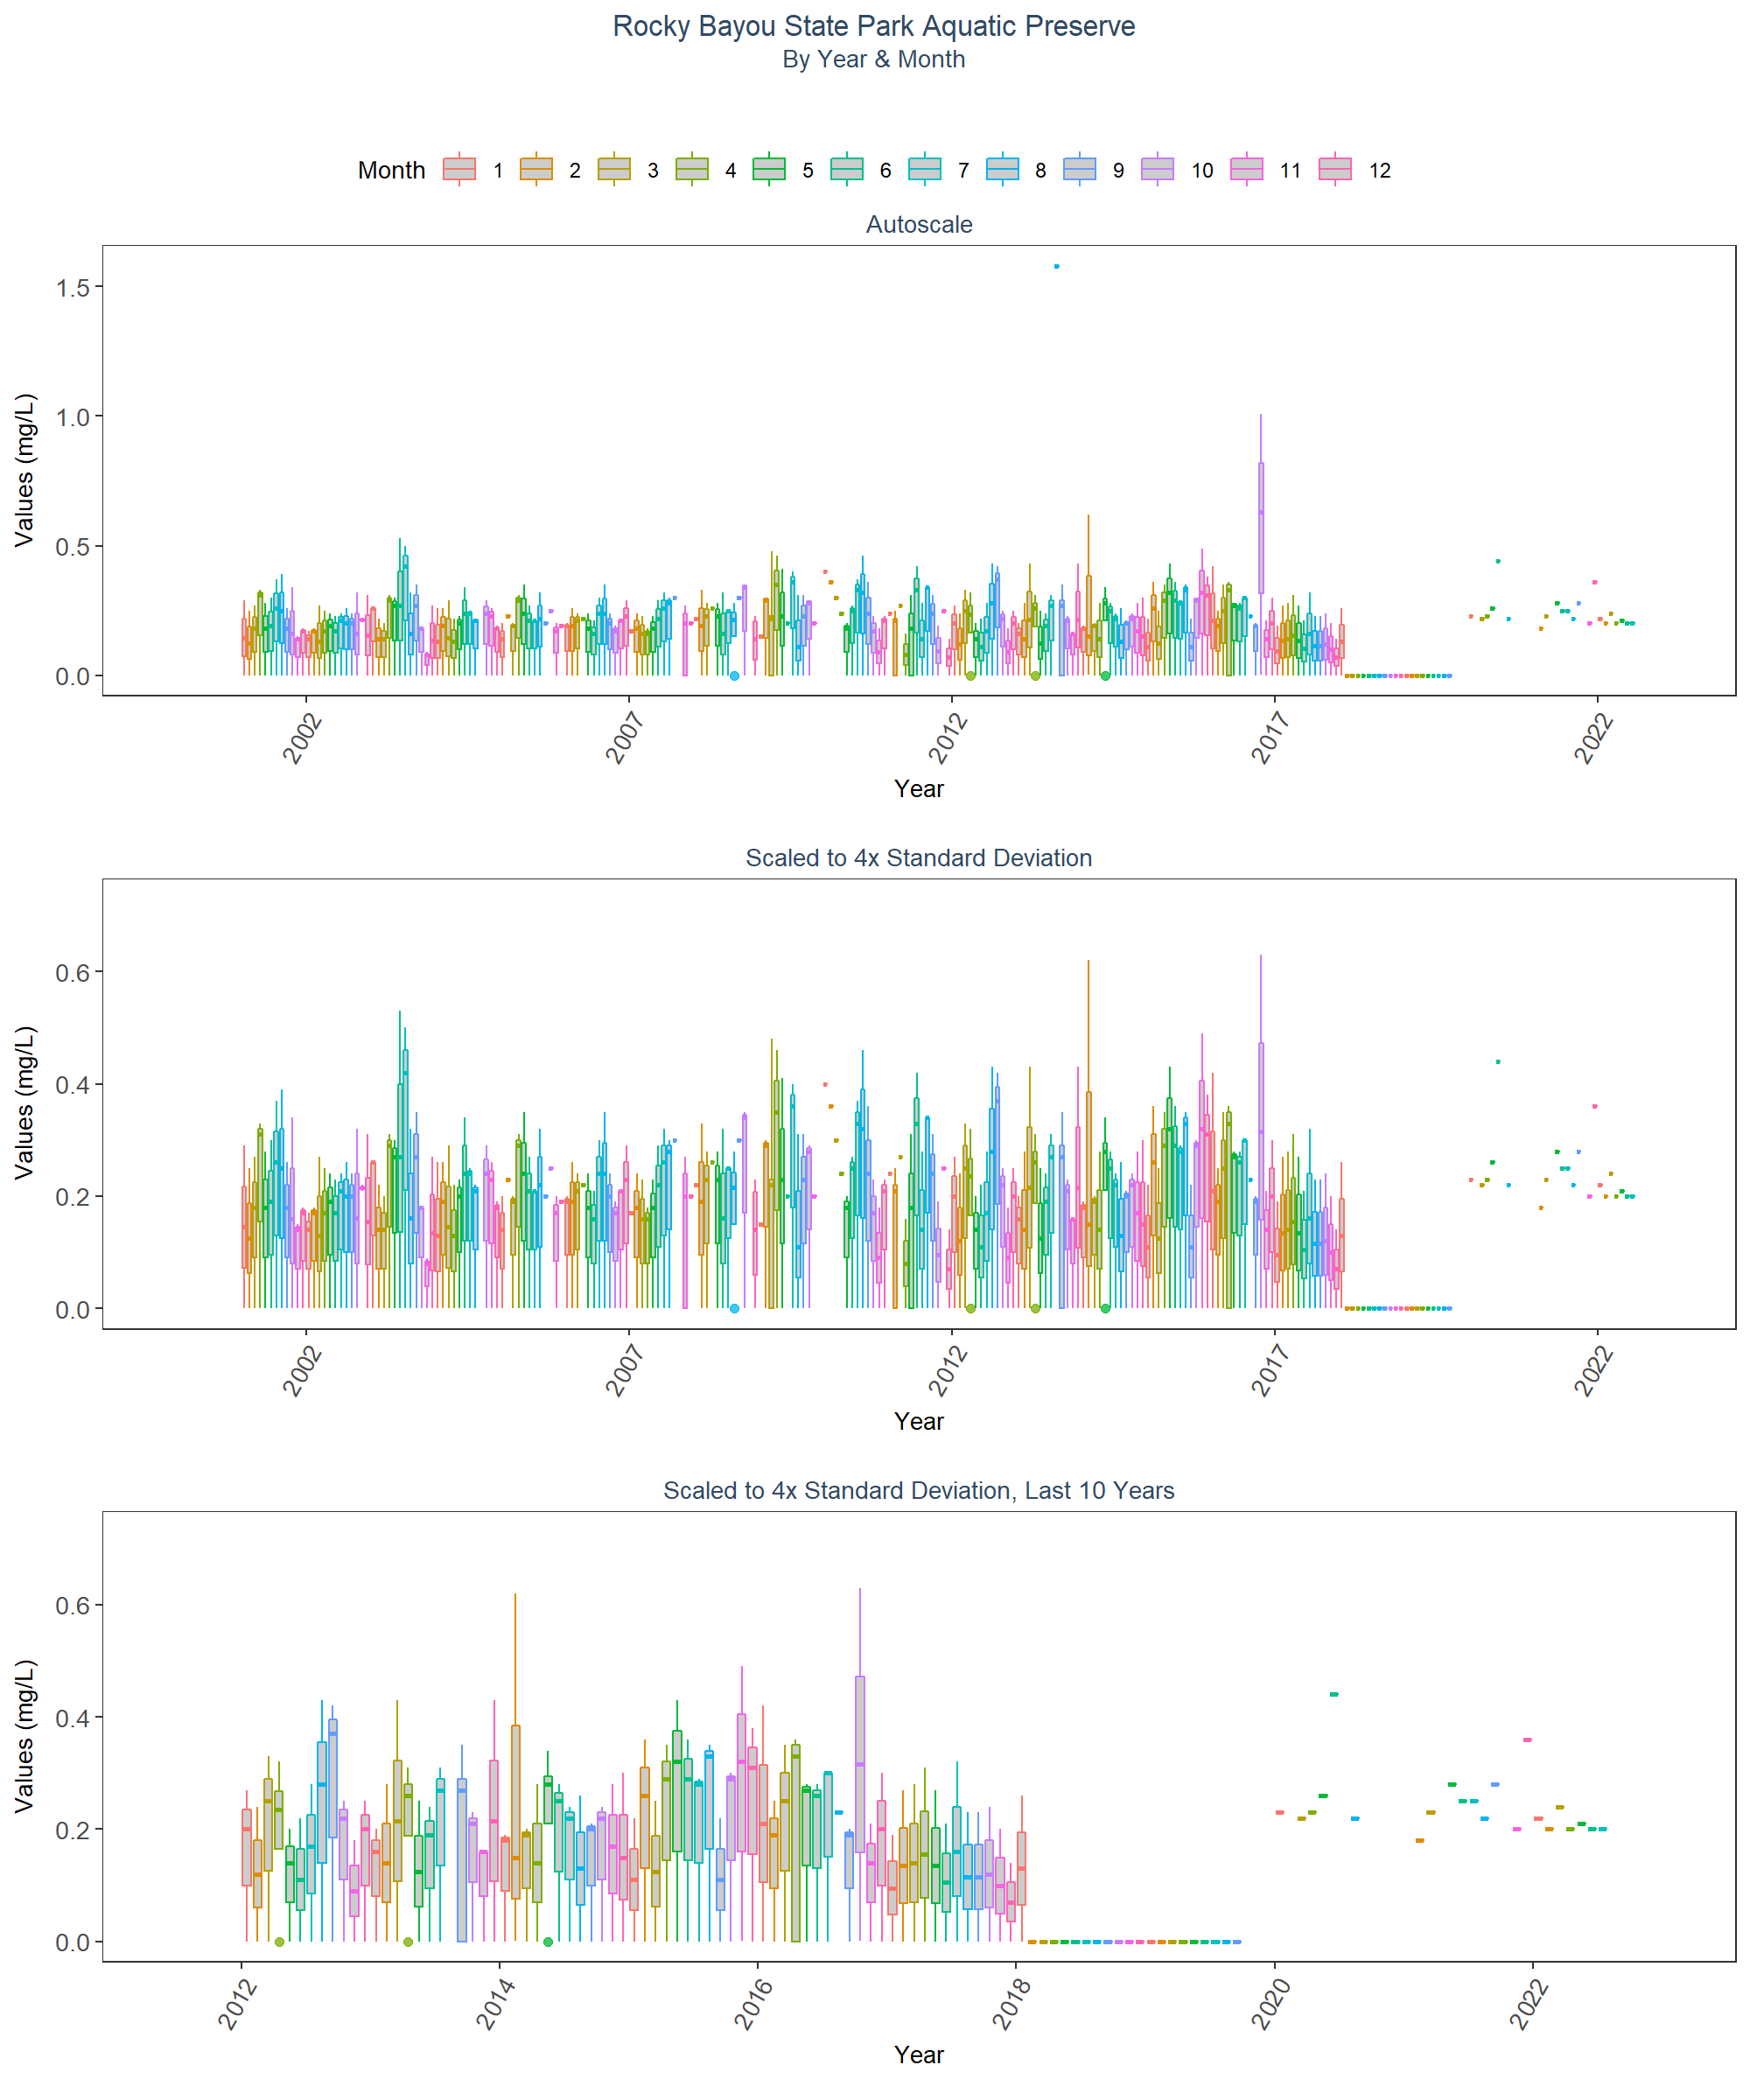 Rocky Bayou State Park Aquatic Preserve
By Year & Month
Month 1 2 3 4 5 6 7 8 9 10 11 12
Autoscale
1.5
1.0
0.5
0.0
Values (mg/L)
2002 2007 2012 2017 2022
Year
Scaled to 4x Standard Deviation
0.6
0.4
0.2
0.0
Values (mg/L)
2002 2007 2012 2017 2022
Year
Scaled to 4x Standard Deviation, Last 10 Years
0.6
0.4
0.2
0.0
Values (mg/L)
2012 2014 2016 2018 2020 2022
Year